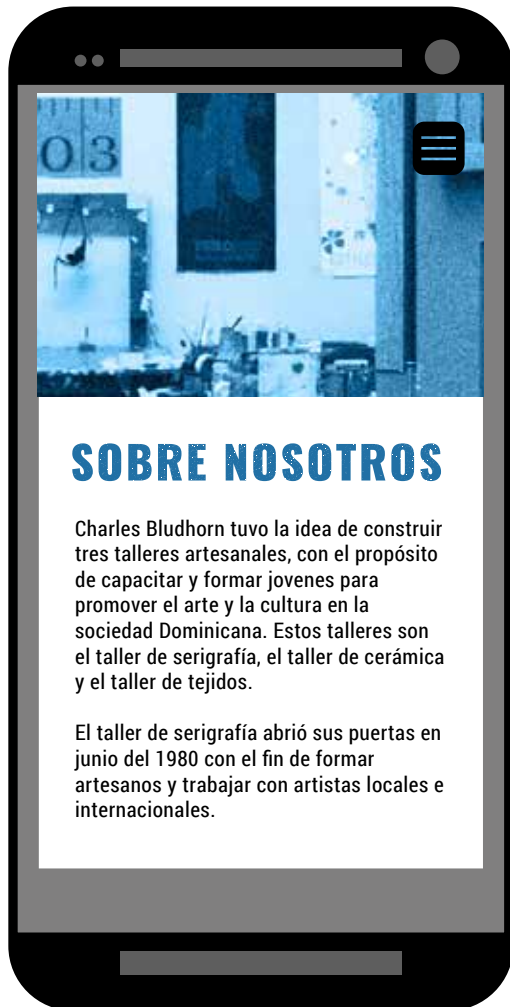 03
SOBRE NOSOTROS
Charles Bludhorn tuvo la idea de construir
tres talleres artesanales, con el propósito
de capacitar y formar jovenes para
promover el arte y la cultura en la
sociedad Dominicana. Estos talleres son
el taller de serigrafía, el taller de cerámica
y el taller de tejidos.
El taller de serigrafía abrió sus puertas en
junio del 1980 con el fin de formar
artesanos y trabajar con artistas locales e
internacionales.